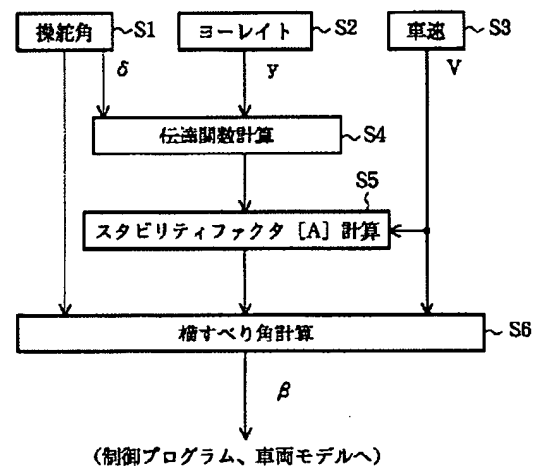 操舵角 S1 ヨーレイト S2 車速 S3
δ y V
伝達関数計算 S4
S5
スタビリティファクタ [A] 計算
横すべり角計算 S6
β
(制御プログラム、車両モデルへ)